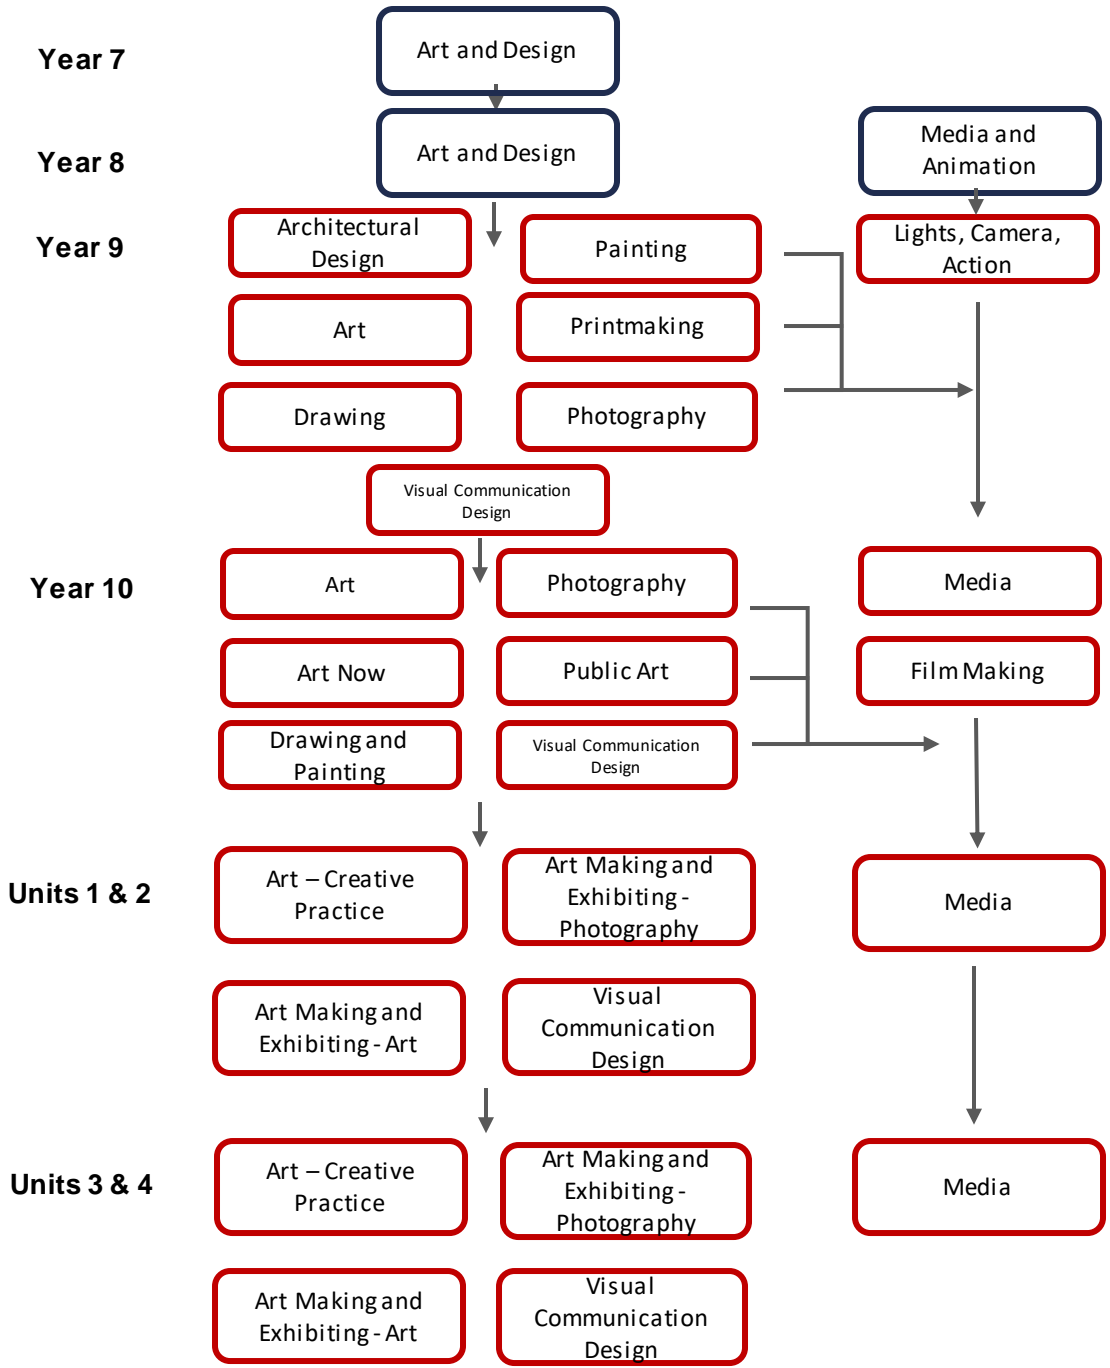 Year 7
Art and Design
Year 8
Art and Design
Media and
Animation
Year 9
Architectural
Design
Painting
Lights, Camera,
Action
Art
Printmaking
Drawing
Photography
Visual Communication
Design
Year 10
Art
Photography
Media
Art Now
Public Art
Film Making
Drawing and
Painting
Visual Communication
Design
Units 1 & 2
Art – Creative
Practice
Art Making and
Exhibiting -
Photography
Media
Art Making and
Exhibiting - Art
Visual
Communication
Design
Units 3 & 4
Art – Creative
Practice
Art Making and
Exhibiting -
Photography
Media
Art Making and
Exhibiting - Art
Visual
Communication
Design